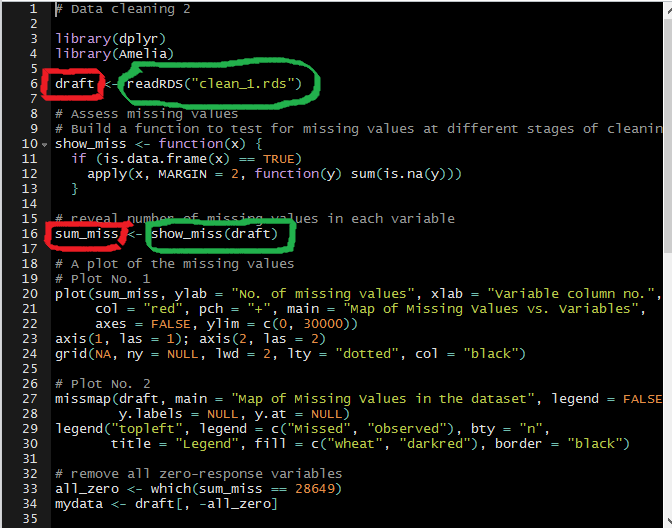 1 # Data cleaning 2
2
3 library(dplyr)
4 library(Amelia)
5
6 draft <- readRDS("clean_1.rds")
7
8 # Assess missing values
9 # Build a function to test for missing values at different stages of cleanin
10 show_miss <- function(x) {
11   if (is.data.frame(x) == TRUE)
12     apply(x, MARGIN = 2, function(y) sum(is.na(y)))
13   }
14
15 # reveal number of missing values in each variable
16 sum_miss <- show_miss(draft)
17
18 # A plot of the missing values
19 # Plot No. 1
20 plot(sum_miss, ylab = "No. of missing values", xlab = "Variable column no.",
21      col = "red", pch = "+", main = "Map of Missing Values vs. Variables",
22      axes = FALSE, ylim = c(0, 30000))
23 axis(1, las = 1); axis(2, las = 2)
24 grid(NA, ny = NULL, lwd = 2, lty = "dotted", col = "black")
25
26 # Plot No. 2
27 missmap(draft, main = "Map of Missing Values in the dataset", legend = FALSE
28         y.labels = NULL, y.at = NULL)
29 legend("topleft", legend = c("Missed", "Observed"), bty = "n",
30        title = "Legend", fill = c("wheat", "darkred"), border = "black")
31
32 # remove all zero-response variables
33 all_zero <- which(sum_miss == 28649)
34 mydata <- draft[, -all_zero]
35